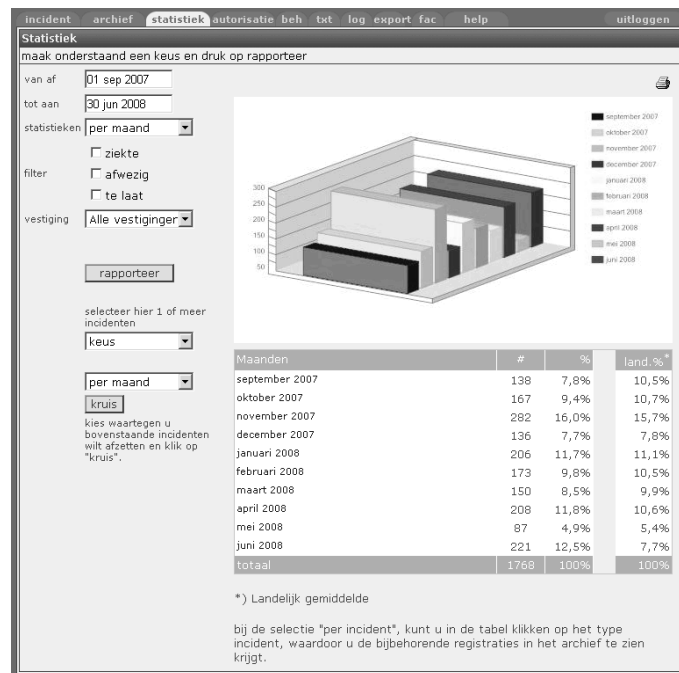 incident archief statistiek autorisatie beh txt log export fac help uitloggen
Statistiek
maak onderstaand een keus en druk op rapporteer
van af 01 sep 2007
tot aan 30 jun 2008
statistieken per maand
filter
ziekte
afwezig
te laat
vestiging Alle vestigingen
rapporteer
selecteer hier 1 of meer
incidenten
keus
per maand
kruis
kies waartegen u
bovenstaande incidenten
wilt afzetten en klik op
"kruis".
300
250
200
150
100
50
september 2007
oktober 2007
november 2007
december 2007
januari 2008
februari 2008
maart 2008
april 2008
mei 2008
juni 2008
Maanden # % land.%*
september 2007 138 7,8% 10,5%
oktober 2007 167 9,4% 10,7%
november 2007 282 16,0% 15,7%
december 2007 136 7,7% 7,8%
januari 2008 206 11,7% 11,1%
februari 2008 173 9,8% 10,5%
maart 2008 150 8,5% 9,9%
april 2008 208 11,8% 10,6%
mei 2008 87 4,9% 5,4%
juni 2008 221 12,5% 7,7%
totaal 1768 100% 100%
*) Landelijk gemiddelde
bij de selectie "per incident", kunt u in de tabel klikken op het type
incident, waardoor u de bijbehorende registraties in het archief te zien
krijgt.